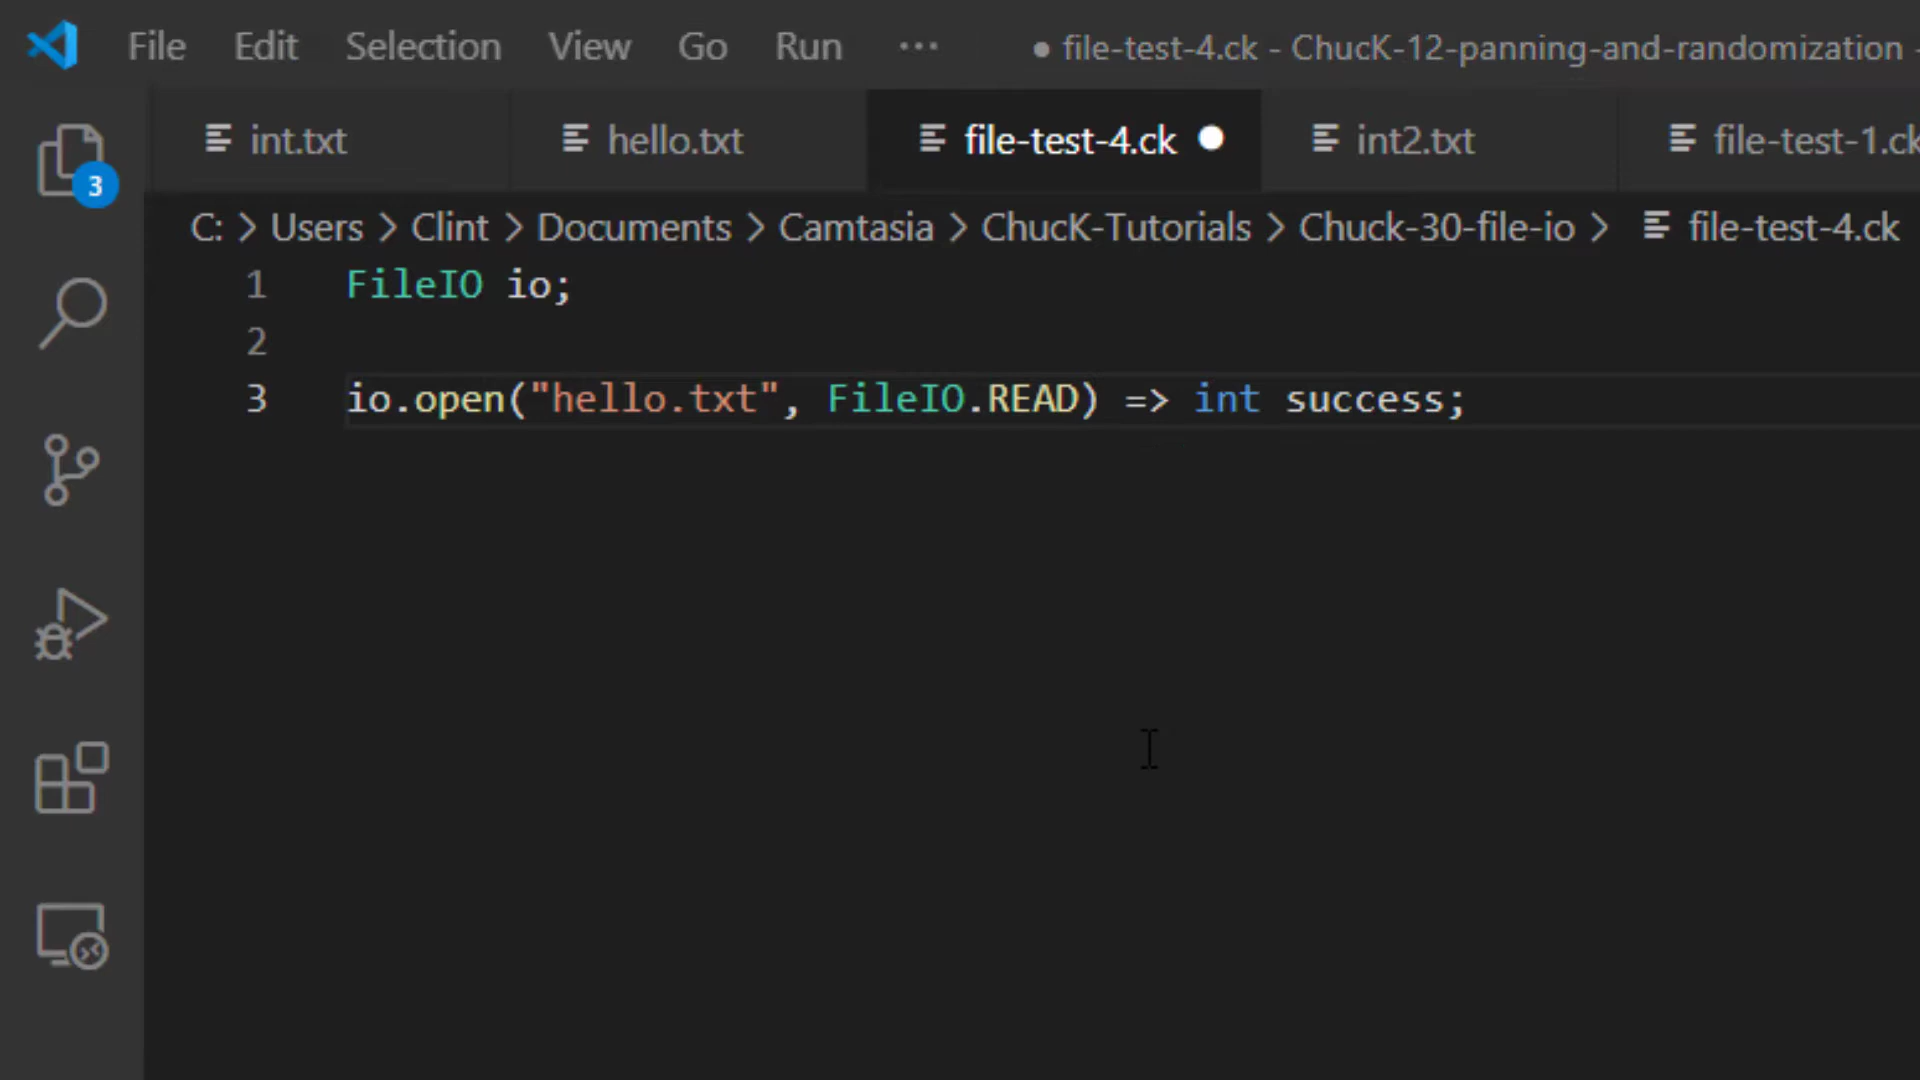 File Edit Selection View Go Run ··· ● file-test-4.ck - ChucK-12-panning-and-randomization -
int.txt hello.txt file-test-4.ck ● int2.txt file-test-1.ck
3
C: > Users > Clint > Documents > Camtasia > ChucK-Tutorials > Chuck-30-file-io > file-test-4.ck
1 FileIO io;
2
3 io.open("hello.txt", FileIO.READ) => int success;